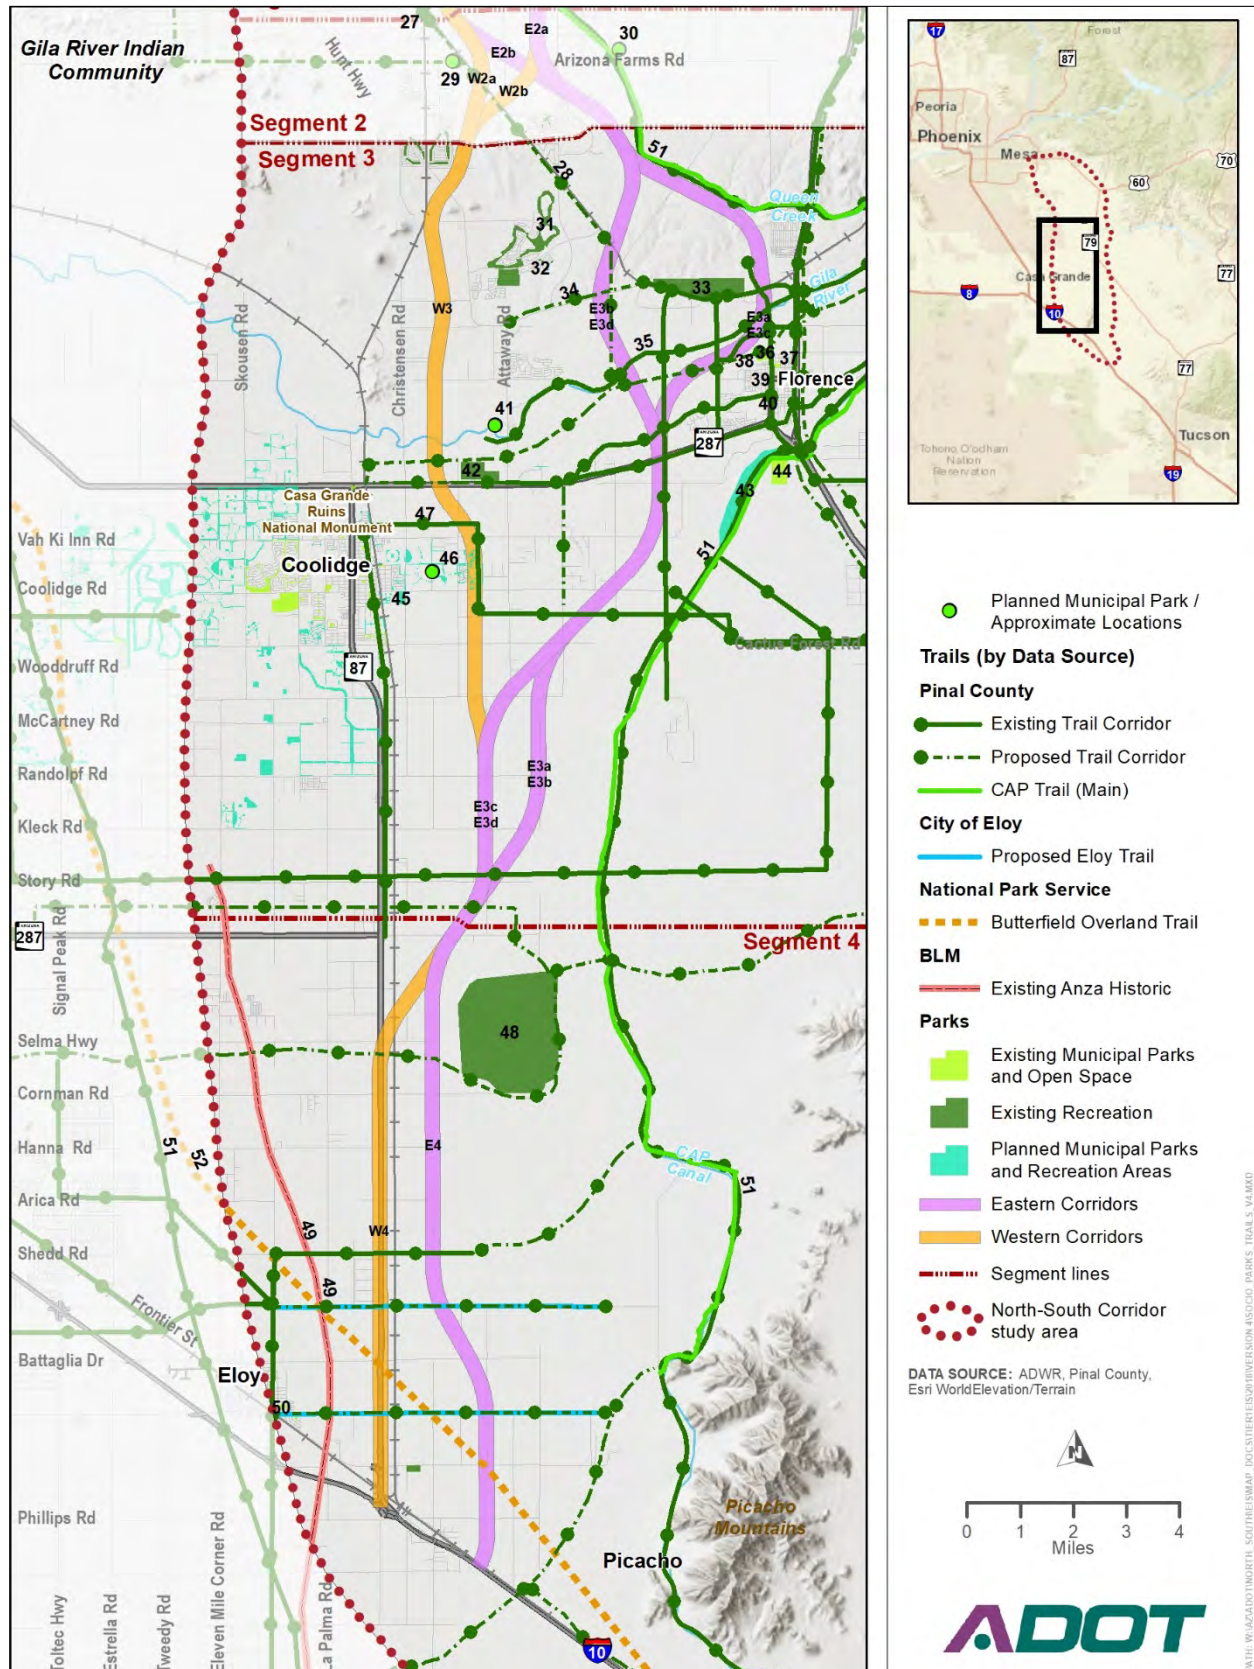 Gila River Indian
Community
Hunt Hwy
27
E2a
E2b
30
Arizona Farms Rd
29
W2a
W2b
Segment 2
Segment 3
51
28
Queen
Creek
31
32
33
34
Gila
River
W3
E3b
E3d
E3a
E3c
35
36
37
38
39
Florence
40
Skousen Rd
Christensen Rd
Attaway Rd
41
ARIZONA
287
42
43
44
Casa Grande
Ruins
National Monument
47
51
Vah Ki Inn Rd
Coolidge
46
Coolidge Rd
45
Cactus Forest Rd
Wooddruff Rd
ARIZONA
87
McCartney Rd
Randolpf Rd
E3a
E3b
E3c
E3d
Kleck Rd
Story Rd
287
Signal Peak Rd
Segment 4
48
Selma Hwy
Cornman Rd
Hanna Rd
51
52
E4
CAP
Canal
51
Arica Rd
49
W4
Shedd Rd
49
Frontier St
Battaglia Dr
Eloy
50
Phillips Rd
Picacho
Mountains
Picacho
10
Toltec Hwy
Estrella Rd
Tweedy Rd
Eleven Mile Corner Rd
La Palma Rd
17
Forest
87
Peoria
Phoenix
Mesa
70
60
79
Casa Grande
77
8
10
77
Tucson
Tohono O'odham
Nation
Reservation
19
Planned Municipal Park /
Approximate Locations
Trails (by Data Source)
Pinal County
Existing Trail Corridor
Proposed Trail Corridor
CAP Trail (Main)
City of Eloy
Proposed Eloy Trail
National Park Service
Butterfield Overland Trail
BLM
Existing Anza Historic
Parks
Existing Municipal Parks
and Open Space
Existing Recreation
Planned Municipal Parks
and Recreation Areas
Eastern Corridors
Western Corridors
Segment lines
North-South Corridor
study area
DATA SOURCE: ADWR, Pinal County,
Esri WorldElevation/Terrain
N
0 1 2 3 4
Miles
ADOT